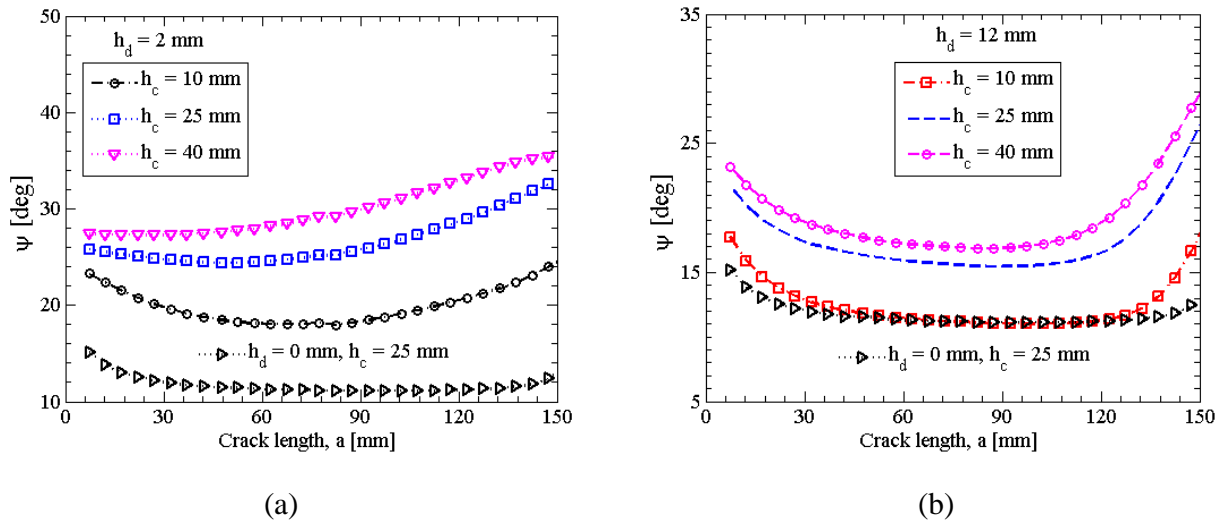 50
40
30
20
10
ψ [deg]
h_d = 2 mm
h_c = 10 mm
h_c = 25 mm
h_c = 40 mm
h_d = 0 mm, h_c = 25 mm
0 30 60 90 120 150
Crack length, a [mm]
(a)
35
25
15
5
ψ [deg]
h_d = 12 mm
h_c = 10 mm
h_c = 25 mm
h_c = 40 mm
h_d = 0 mm, h_c = 25 mm
0 30 60 90 120 150
Crack length, a [mm]
(b)